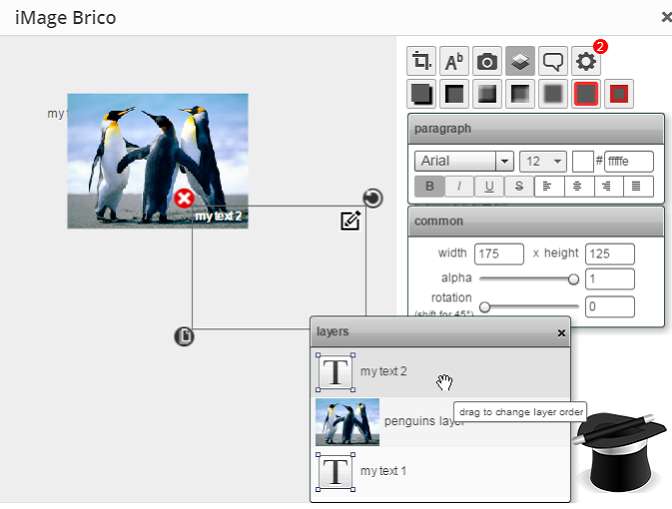 iMage Brico
2
my t
my text 2
paragraph
Arial
12
# fffffe
B I U S
common
width 175 x height 125
alpha 1
rotation 0
(shift for 45°)
layers
my text 2
drag to change layer order
penguins layer
my text 1